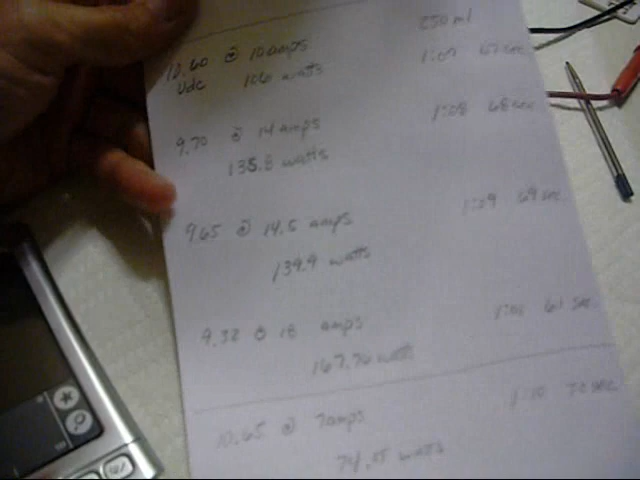 250 ml
10.60 @ 10 amps 1:07 67 sec
Vdc 106 watts
9.70 @ 14 amps 1:08 68 sec
135.8 watts
9.65 @ 14.5 amps 1:09 69 sec
139.9 watts
9.32 @ 18 amps 1:01 61 sec
167.76 watts
10.65 @ 7amps 1:10 70 sec
74.55 watts